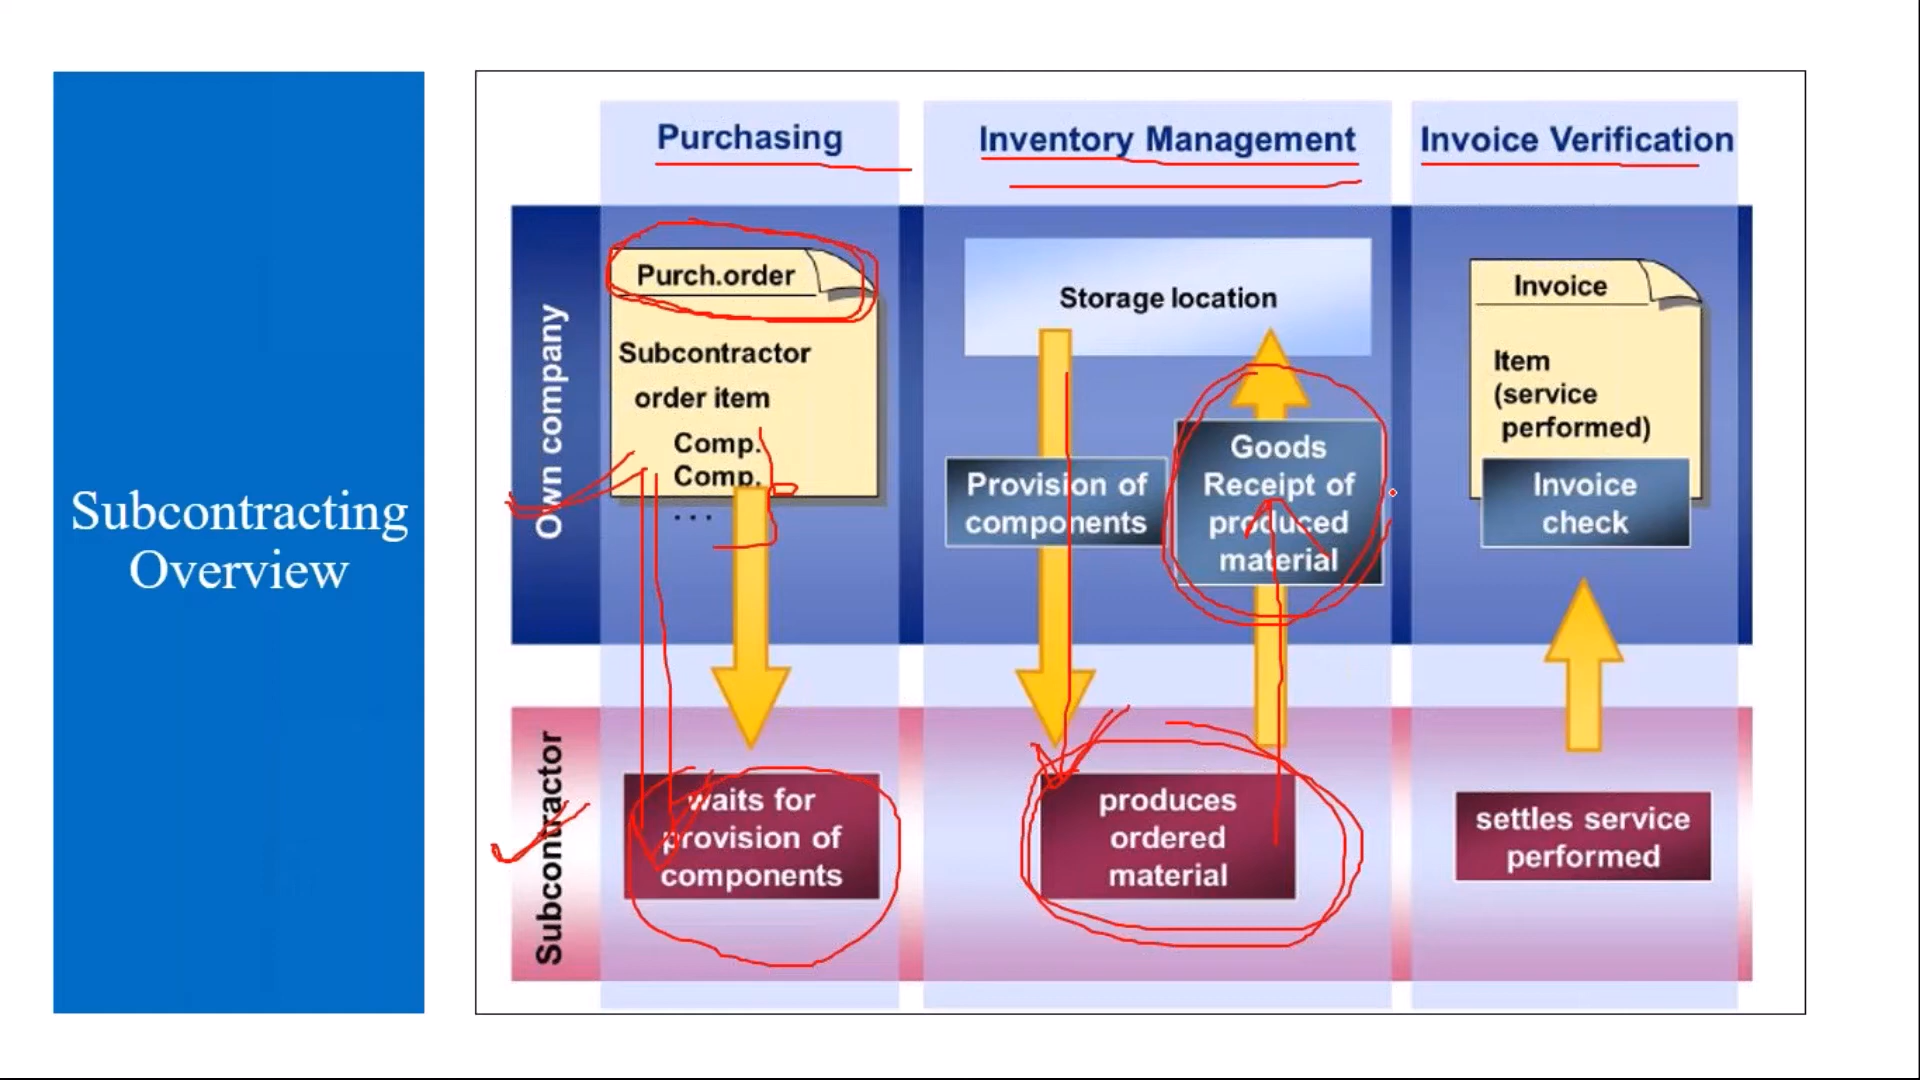 Subcontracting
Overview
Purchasing
Inventory Management
Invoice Verification
Own company
Purch.order
Subcontractor
order item
Comp.
Comp.
...
Storage location
Provision of
components
Goods
Receipt of
produced
material
Invoice
Item
(service
performed)
Invoice
check
Subcontractor
waits for
provision of
components
produces
ordered
material
settles service
performed